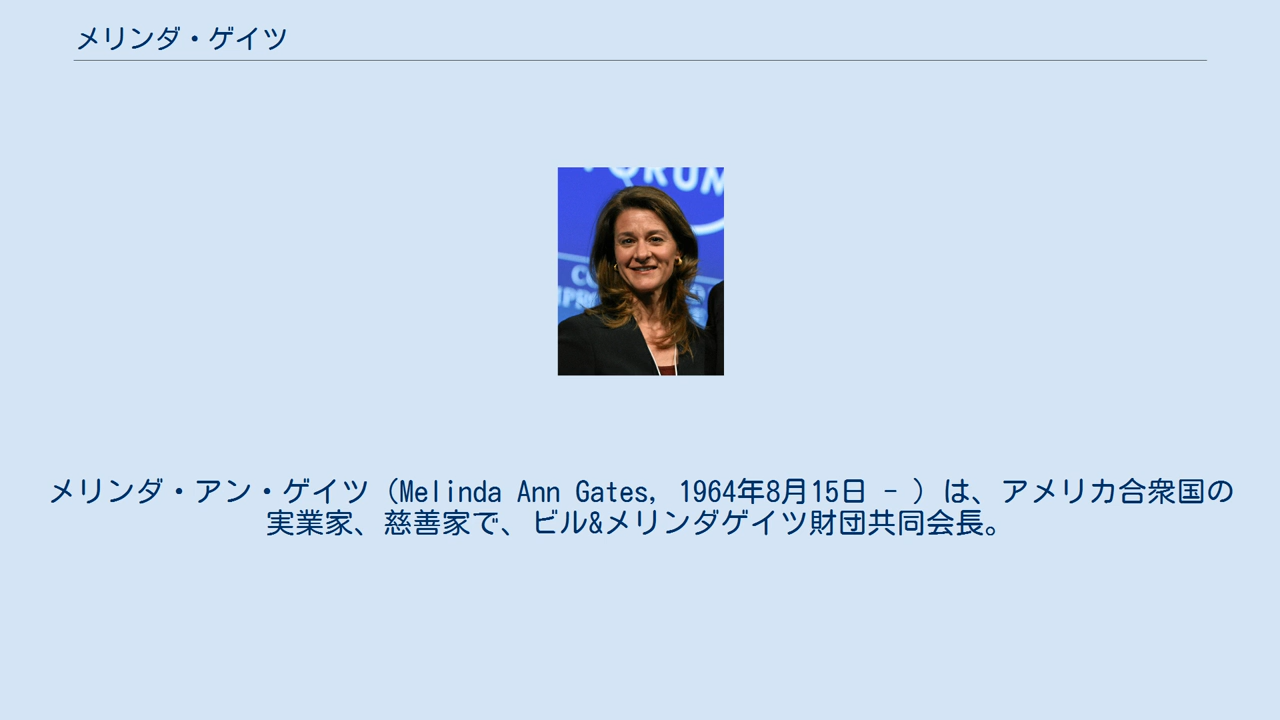 メリンダ・ゲイツ
FORUM
メリンダ・アン・ゲイツ（Melinda Ann Gates, 1964年8月15日 - ）は、アメリカ合衆国の
実業家、慈善家で、ビル&メリンダゲイツ財団共同会長。